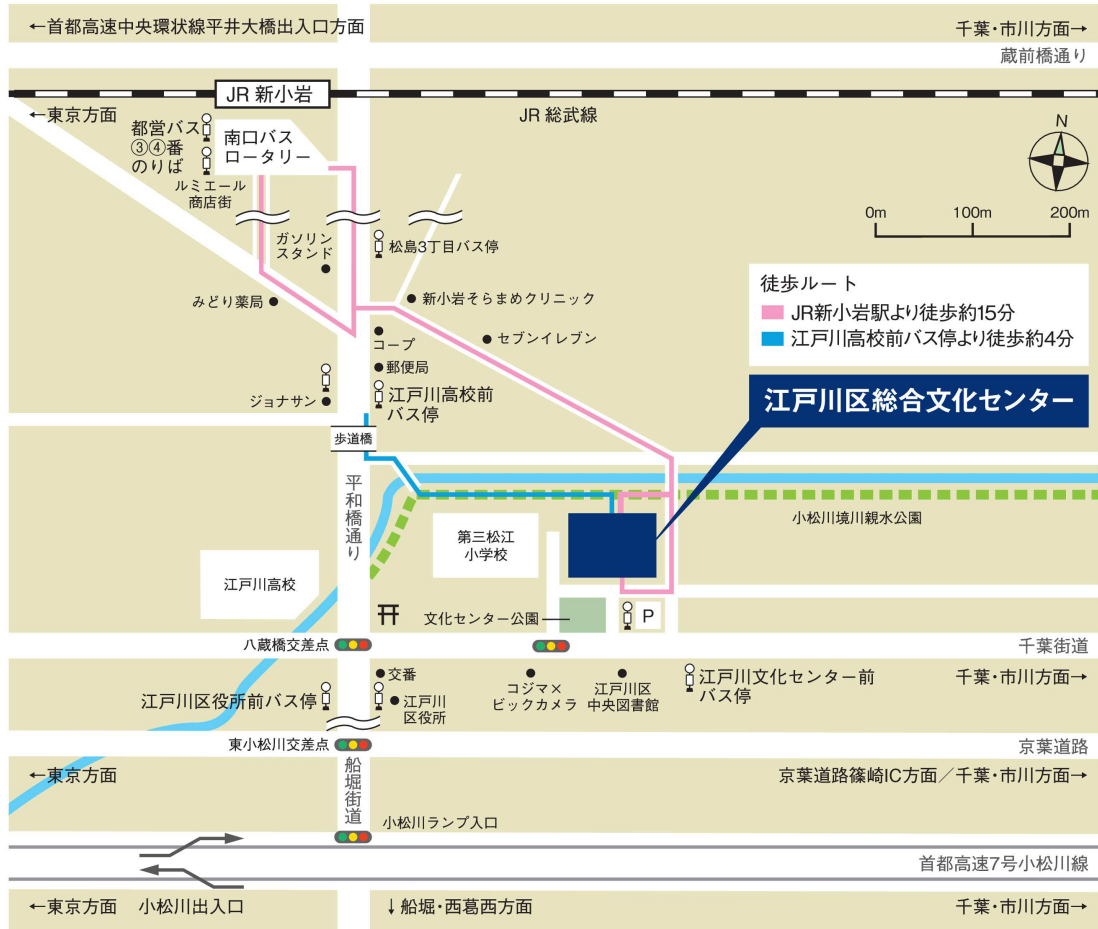 ←首都高速中央環状線平井大橋出入口方面
千葉・市川方面→
蔵前橋通り
JR 新小岩
←東京方面
JR 総武線
都営バス
③④番
のりば
南口バス
ロータリー
N
ルミエール
商店街
0m 100m 200m
ガソリン
スタンド
松島3丁目バス停
徒歩ルート
JR新小岩駅より徒歩約15分
江戸川高校前バス停より徒歩約4分
みどり薬局
新小岩そらまめクリニック
セブンイレブン
コープ
郵便局
ジョナサン
江戸川高校前
バス停
江戸川区総合文化センター
歩道橋
平和橋通り
小松川境川親水公園
第三松江
小学校
江戸川高校
文化センター公園
P
八蔵橋交差点
千葉街道
交番
江戸川区役所前バス停
江戸川
区役所
コジマ×
ビックカメラ
江戸川区
中央図書館
江戸川文化センター前
バス停
千葉・市川方面→
東小松川交差点
京葉道路
←東京方面
船堀街道
京葉道路篠崎IC方面／千葉・市川方面→
小松川ランプ入口
首都高速7号小松川線
←東京方面
小松川出入口
↓船堀・西葛西方面
千葉・市川方面→